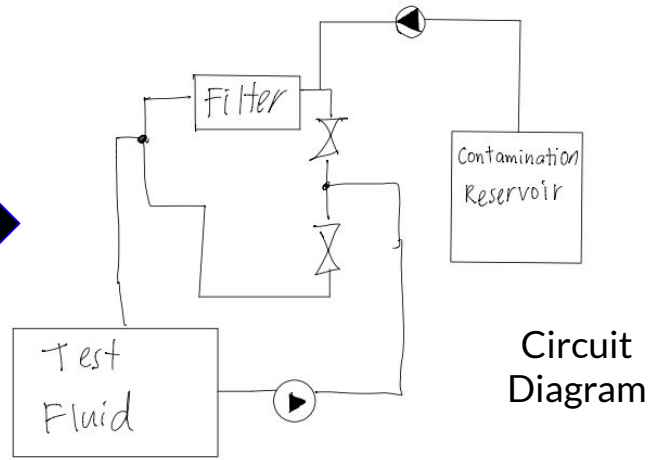 Filter
Contamination
Reservoir
Test
Fluid
Circuit
Diagram